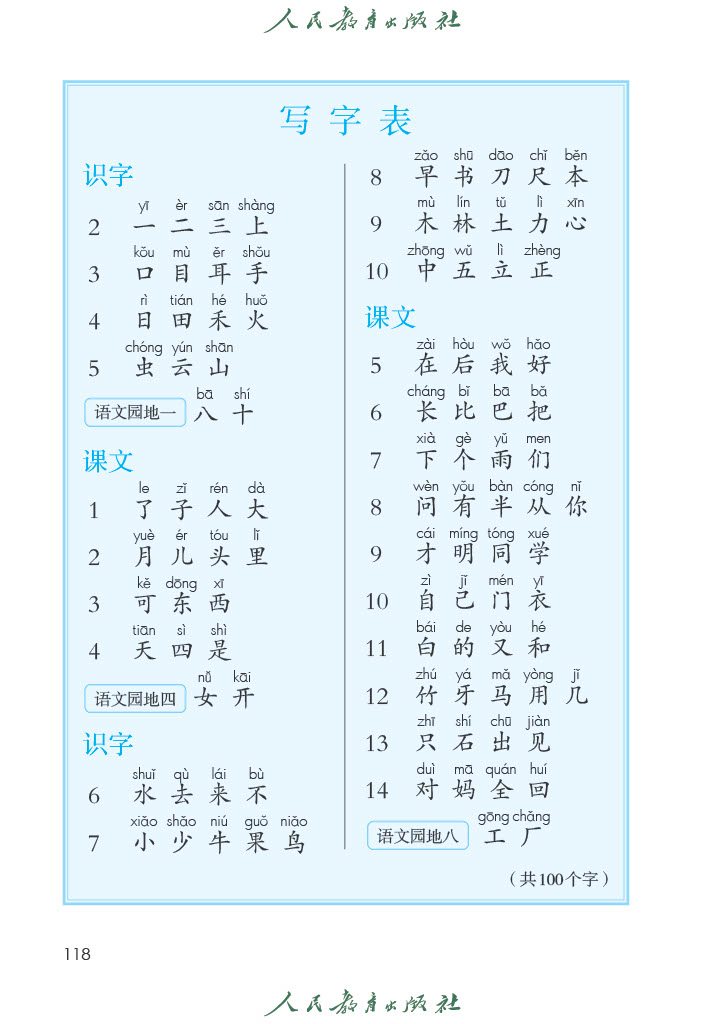 人民教育出版社
写字表
识字
yī èr sān shàng
2 一 二 三 上
kǒu mù ěr shǒu
3 口 目 耳 手
rì tián hé huǒ
4 日 田 禾 火
chóng yún shān
5 虫 云 山
bā shí
语文园地一 八 十
课文
le zǐ rén dà
1 了 子 人 大
yuè ér tóu lǐ
2 月 儿 头 里
kě dōng xī
3 可 东 西
tiān sì shì
4 天 四 是
nǚ kāi
语文园地四 女 开
识字
shuǐ qù lái bù
6 水 去 来 不
xiǎo shǎo niú guǒ niǎo
7 小 少 牛 果 鸟
zǎo shū dāo chǐ běn
8 早 书 刀 尺 本
mù lín tǔ lì xīn
9 木 林 土 力 心
zhōng wǔ lì zhèng
10 中 五 立 正
课文
zài hòu wǒ hǎo
5 在 后 我 好
cháng bǐ bā bǎ
6 长 比 巴 把
xià gè yǔ men
7 下 个 雨 们
wèn yǒu bàn cóng nǐ
8 问 有 半 从 你
cái míng tóng xué
9 才 明 同 学
zì jǐ mén yī
10 自 己 门 衣
bái de yòu hé
11 白 的 又 和
zhú yá mǎ yòng jǐ
12 竹 牙 马 用 几
zhī shí chū jiàn
13 只 石 出 见
duì mā quán huí
14 对 妈 全 回
gōng chǎng
语文园地八 工 厂
（共100个字）
118
人民教育出版社